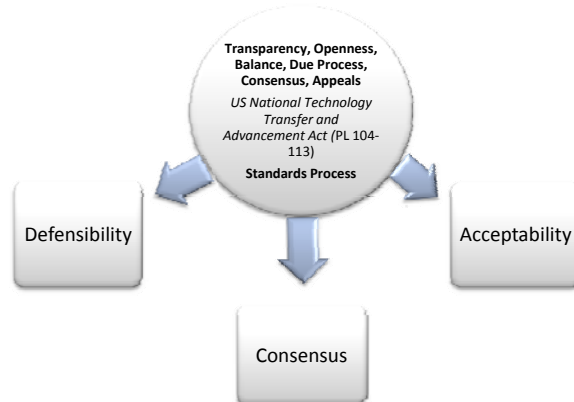 Transparency, Openness,
Balance, Due Process,
Consensus, Appeals
US National Technology
Transfer and
Advancement Act (PL 104-
113)
Standards Process
Defensibility
Acceptability
Consensus